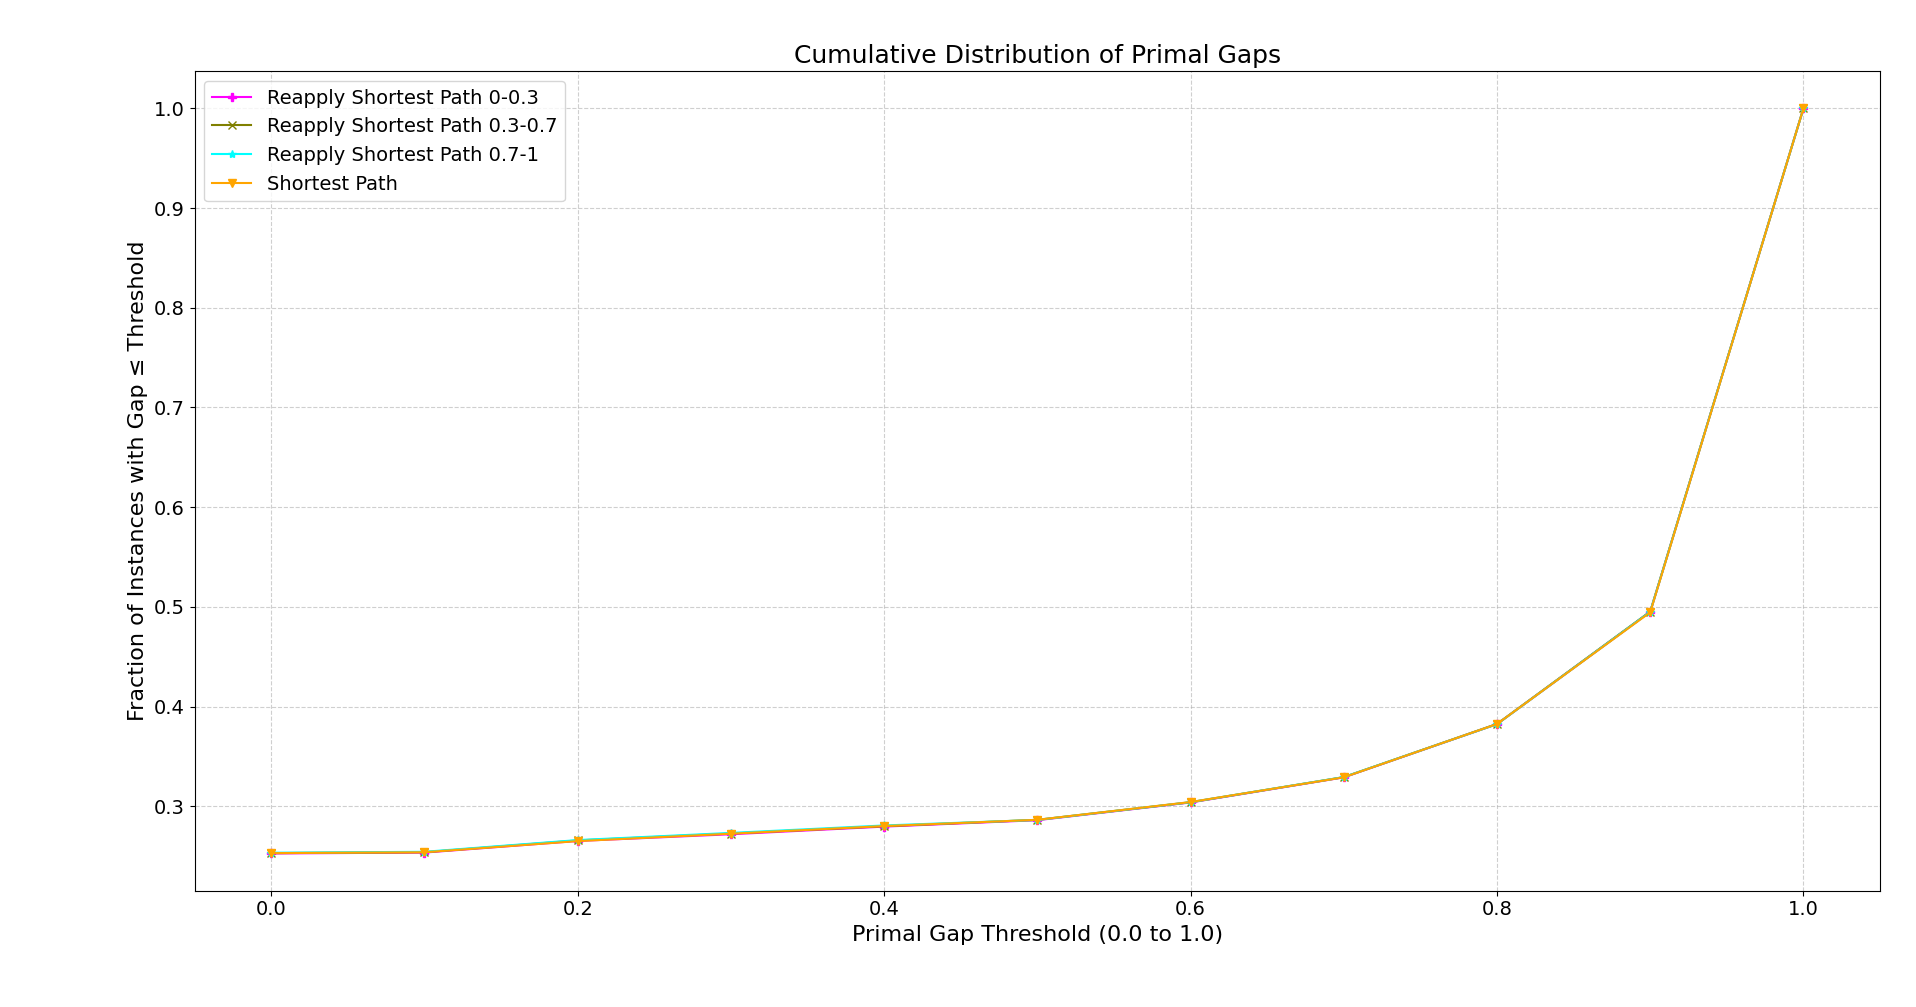 Cumulative Distribution of Primal Gaps
Reapply Shortest Path 0-0.3
Reapply Shortest Path 0.3-0.7
Reapply Shortest Path 0.7-1
Shortest Path
Fraction of Instances with Gap ≤ Threshold
1.0
0.9
0.8
0.7
0.6
0.5
0.4
0.3
0.0 0.2 0.4 0.6 0.8 1.0
Primal Gap Threshold (0.0 to 1.0)